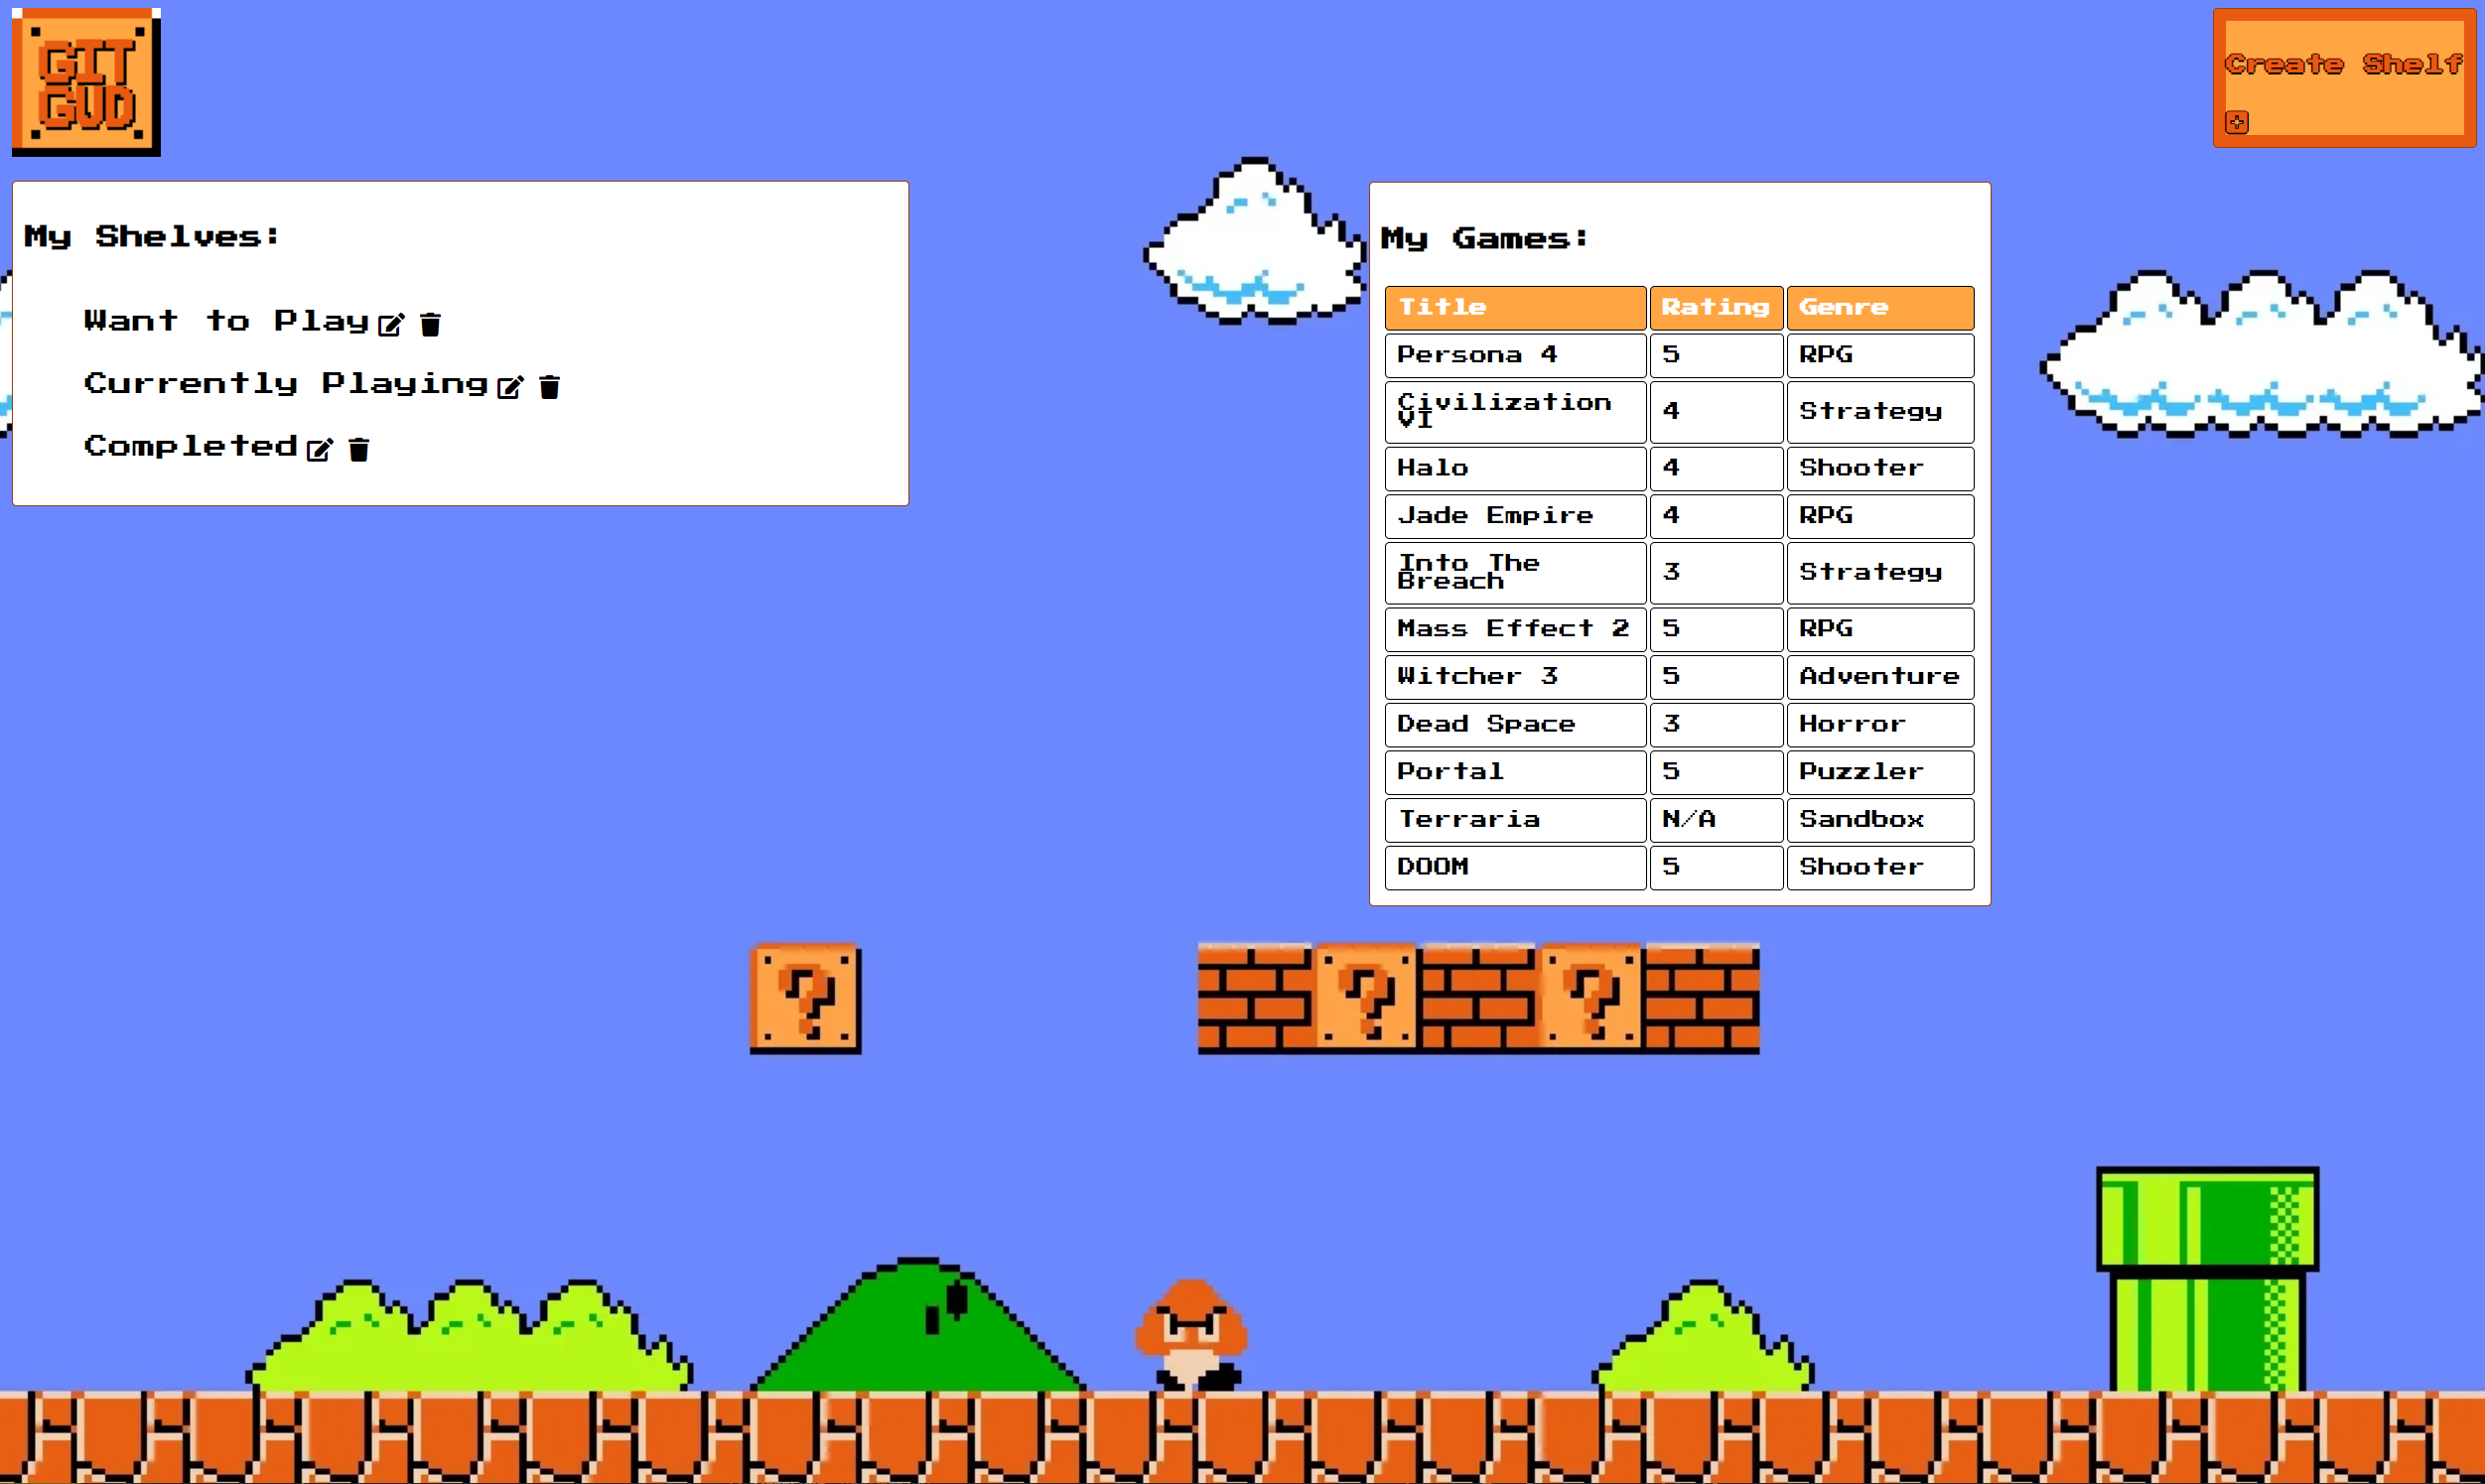 GIT
GUD
Create Shelf
My Shelves:
Want to Play
Currently Playing
Completed
My Games:
Title Rating Genre
Persona 4 5 RPG
Civilization
VI
4 Strategy
Halo 4 Shooter
Jade Empire 4 RPG
Into The
Breach
3 Strategy
Mass Effect 2 5 RPG
Witcher 3 5 Adventure
Dead Space 3 Horror
Portal 5 Puzzler
Terraria N/A Sandbox
DOOM 5 Shooter
? ? ?